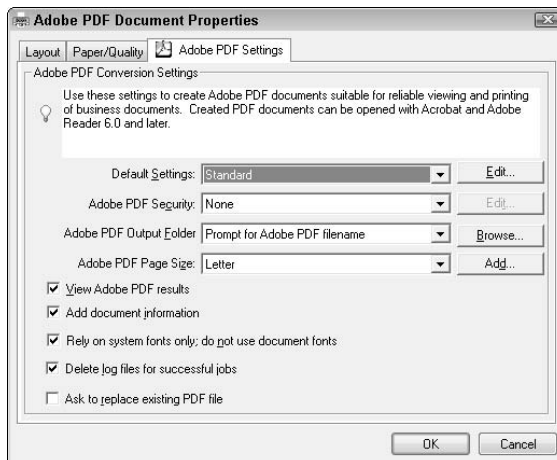 Adobe PDF Document Properties
Layout Paper/Quality Adobe PDF Settings
Adobe PDF Conversion Settings
Use these settings to create Adobe PDF documents suitable for reliable viewing and printing
of business documents. Created PDF documents can be opened with Acrobat and Adobe
Reader 6.0 and later.
Default Settings: Standard Edit...
Adobe PDF Security: None Edit...
Adobe PDF Output Folder Prompt for Adobe PDF filename Browse...
Adobe PDF Page Size: Letter Add...
View Adobe PDF results
Add document information
Rely on system fonts only; do not use document fonts
Delete log files for successful jobs
Ask to replace existing PDF file
OK Cancel